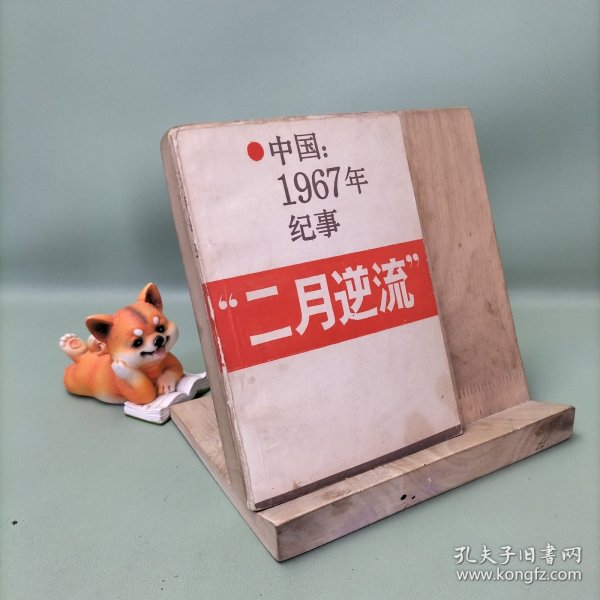 ●中国：
1967年
纪事
“二月逆流”
孔夫子旧書网
www.kongfz.com